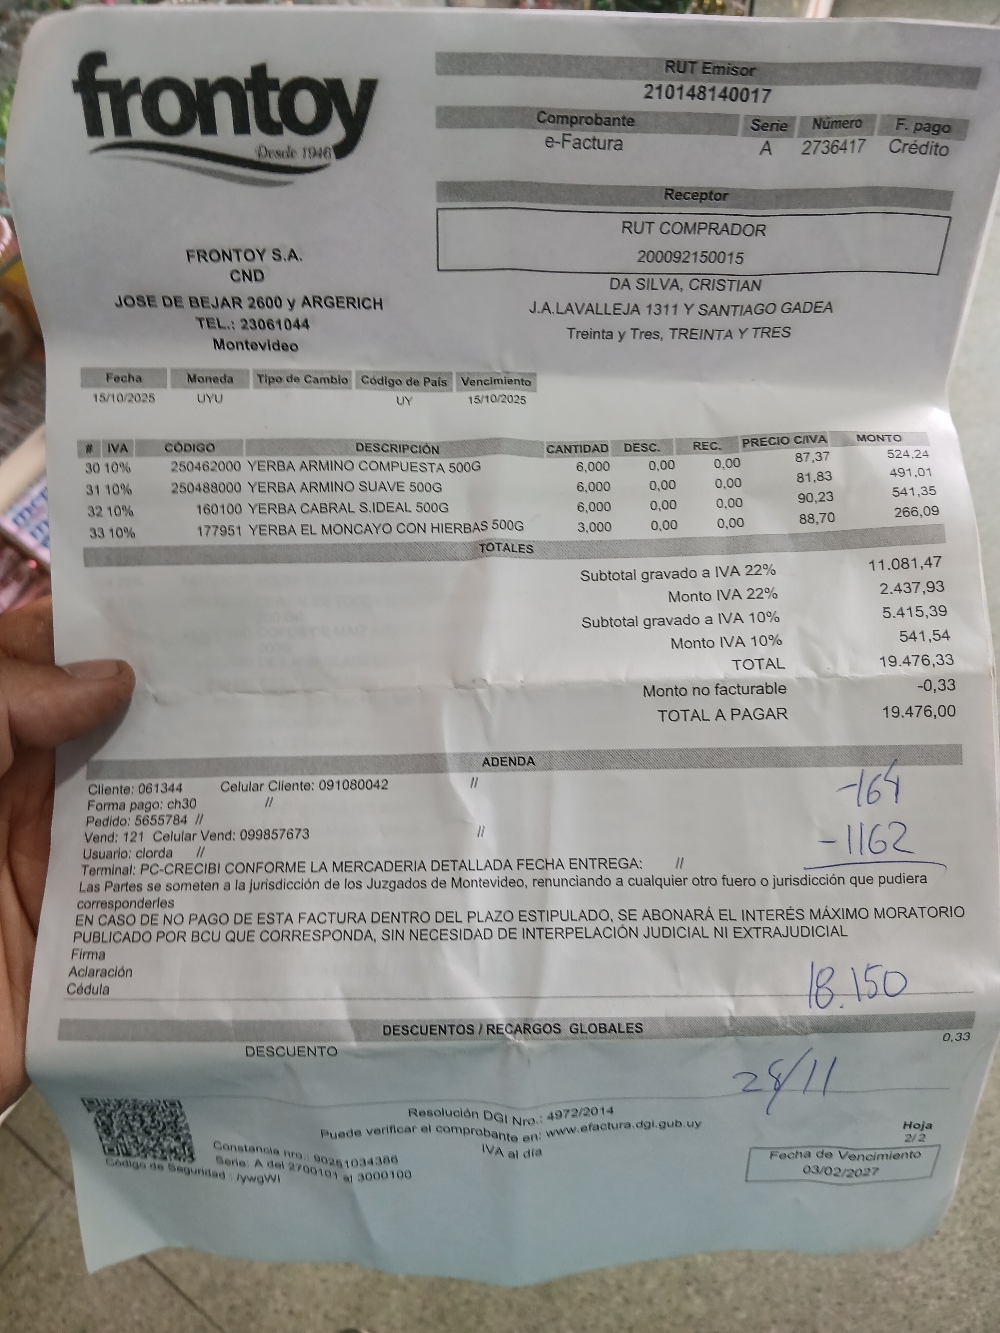 frontoy
Desde 1946
RUT Emisor
210148140017
Comprobante Serie Número F. pago
e-Factura A 2736417 Crédito
Receptor
RUT COMPRADOR
200092150015
DA SILVA, CRISTIAN
J.A.LAVALLEJA 1311 Y SANTIAGO GADEA
Treinta y Tres, TREINTA Y TRES
FRONTOY S.A.
CND
JOSE DE BEJAR 2600 y ARGERICH
TEL.: 23061044
Montevideo
Fecha Moneda Tipo de Cambio Código de País Vencimiento
15/10/2025 UYU UY 15/10/2025
# IVA CÓDIGO DESCRIPCIÓN CANTIDAD DESC. REC. PRECIO C/IVA MONTO
30 10% 250462000 YERBA ARMINO COMPUESTA 500G 6,000 0,00 0,00 87,37 524,24
31 10% 250488000 YERBA ARMINO SUAVE 500G 6,000 0,00 0,00 81,83 491,01
32 10% 160100 YERBA CABRAL S.IDEAL 500G 6,000 0,00 0,00 90,23 541,35
33 10% 177951 YERBA EL MONCAYO CON HIERBAS 500G 3,000 0,00 0,00 88,70 266,09
TOTALES
Subtotal gravado a IVA 22% 11.081,47
Monto IVA 22% 2.437,93
Subtotal gravado a IVA 10% 5.415,39
Monto IVA 10% 541,54
TOTAL 19.476,33
Monto no facturable -0,33
TOTAL A PAGAR 19.476,00
ADENDA
Cliente: 061344 Celular Cliente: 091080042 //
Forma pago: ch30 //
Pedido: 5655784 //
Vend: 121 Celular Vend: 099857673 //
Usuario: clorda //
Terminal: PC-CRECIBI CONFORME LA MERCADERIA DETALLADA FECHA ENTREGA: //
Las Partes se someten a la jurisdicción de los Juzgados de Montevideo, renunciando a cualquier otro fuero o jurisdicción que pudiera
corresponderles
EN CASO DE NO PAGO DE ESTA FACTURA DENTRO DEL PLAZO ESTIPULADO, SE ABONARÁ EL INTERÉS MÁXIMO MORATORIO
PUBLICADO POR BCU QUE CORRESPONDA, SIN NECESIDAD DE INTERPELACIÓN JUDICIAL NI EXTRAJUDICIAL
Firma
Aclaración
Cédula
-164
-1162
18.150
DESCUENTOS / RECARGOS GLOBALES
DESCUENTO 0,33
28/11
Resolución DGI Nro.: 4972/2014
Puede verificar el comprobante en: www.efactura.dgi.gub.uy
IVA al día
Constancia nro.: 90251034386
Serie: A del 2700101 al 3000100
Código de Seguridad : /ywgWl
Hoja
2/2
Fecha de Vencimiento
03/02/2027